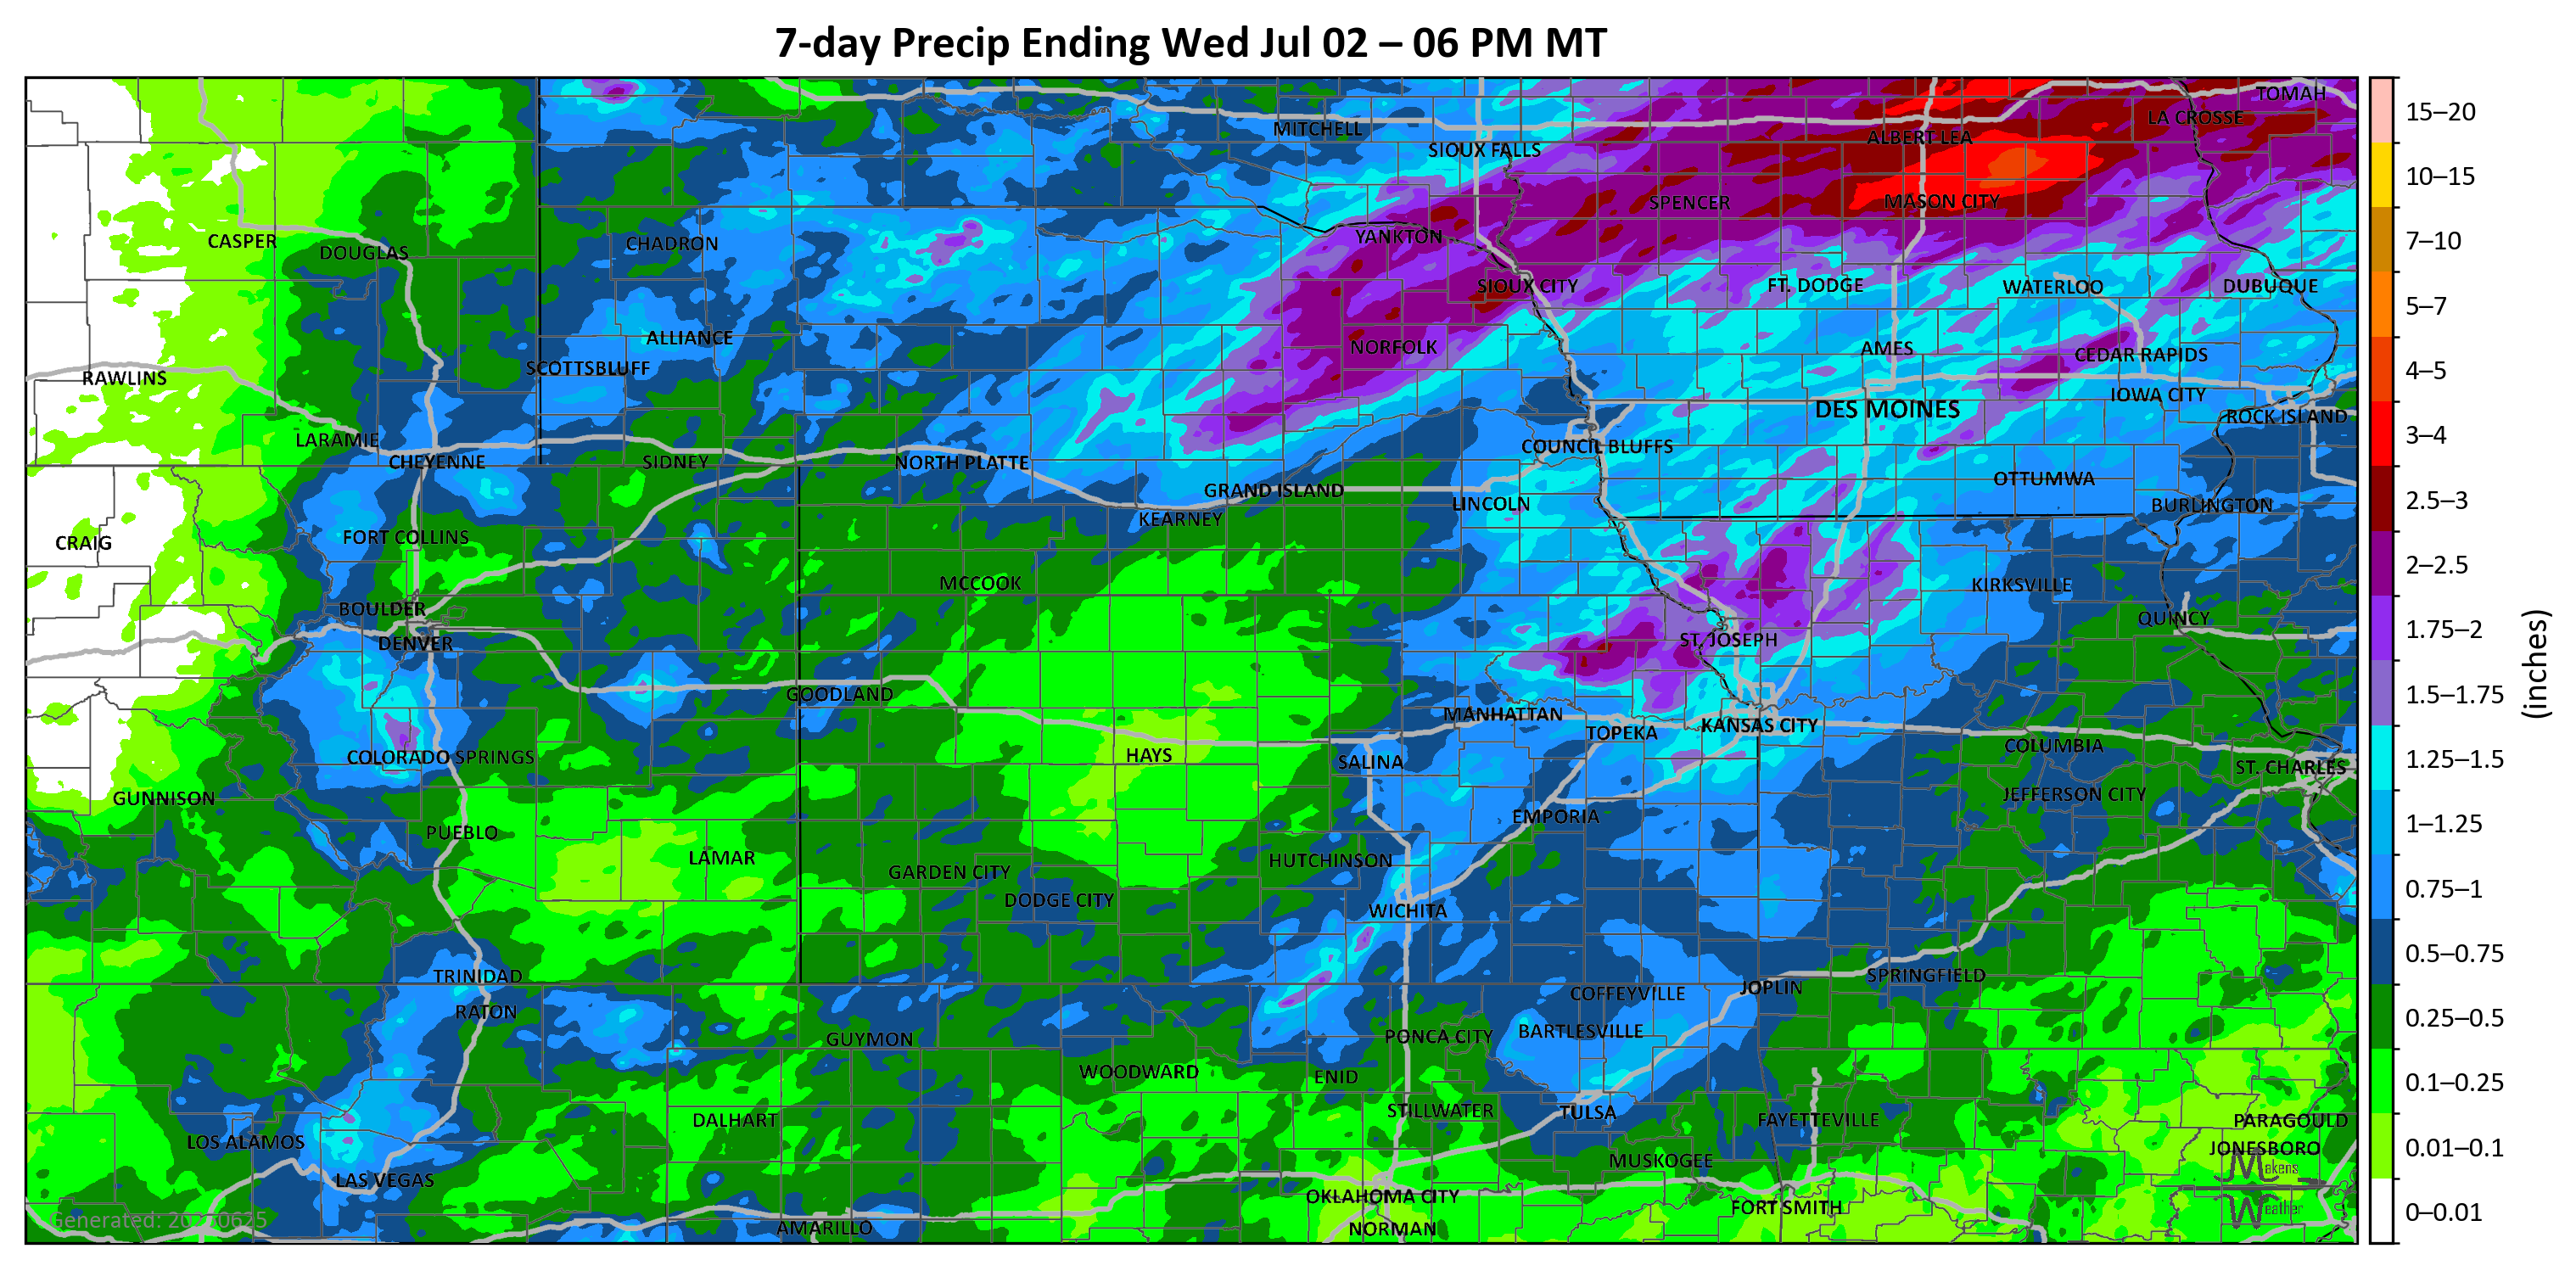 7-day Precip Ending Wed Jul 02 – 06 PM MT
TOMAH
LA CROSSE
MITCHELL
ALBERT LEA
SIOUX FALLS
SPENCER
MASON CITY
YANKTON
CASPER
CHADRON
DOUGLAS
SIOUX CITY
FT. DODGE
WATERLOO
DUBUQUE
ALLIANCE
NORFOLK
AMES
CEDAR RAPIDS
SCOTTSBLUFF
RAWLINS
IOWA CITY
DES MOINES
ROCK ISLAND
LARAMIE
COUNCIL BLUFFS
CHEYENNE
SIDNEY
NORTH PLATTE
OTTUMWA
GRAND ISLAND
LINCOLN
BURLINGTON
KEARNEY
CRAIG
FORT COLLINS
MCCOOK
KIRKSVILLE
BOULDER
QUINCY
DENVER
ST. JOSEPH
GOODLAND
MANHATTAN
TOPEKA
KANSAS CITY
COLUMBIA
COLORADO SPRINGS
HAYS
SALINA
ST. CHARLES
GUNNISON
JEFFERSON CITY
EMPORIA
PUEBLO
LAMAR
HUTCHINSON
GARDEN CITY
DODGE CITY
WICHITA
TRINIDAD
SPRINGFIELD
COFFEYVILLE
JOPLIN
RATON
GUYMON
PONCA CITY
BARTLESVILLE
WOODWARD
ENID
DALHART
STILLWATER
TULSA
FAYETTEVILLE
PARAGOULD
LOS ALAMOS
JONESBORO
MUSKOGEE
Makens
LAS VEGAS
OKLAHOMA CITY
FORT SMITH
Weather
AMARILLO
NORMAN
15–20
10–15
7–10
5–7
4–5
3–4
2.5–3
2–2.5
1.75–2
1.5–1.75
1.25–1.5
1–1.25
0.75–1
0.5–0.75
0.25–0.5
0.1–0.25
0.01–0.1
0–0.01
(inches)
Generated: